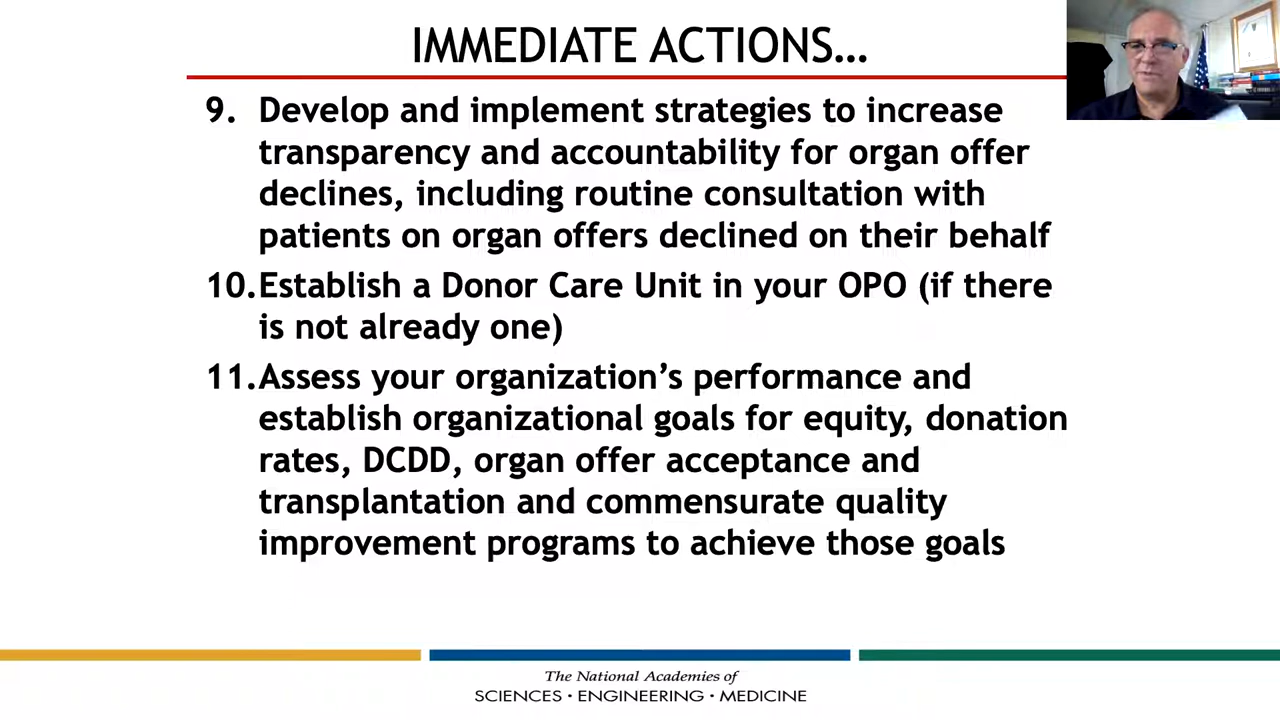 IMMEDIATE ACTIONS...
9. Develop and implement strategies to increase
transparency and accountability for organ offer
declines, including routine consultation with
patients on organ offers declined on their behalf
10. Establish a Donor Care Unit in your OPO (if there
is not already one)
11. Assess your organization’s performance and
establish organizational goals for equity, donation
rates, DCDD, organ offer acceptance and
transplantation and commensurate quality
improvement programs to achieve those goals
The National Academies of
SCIENCES · ENGINEERING · MEDICINE